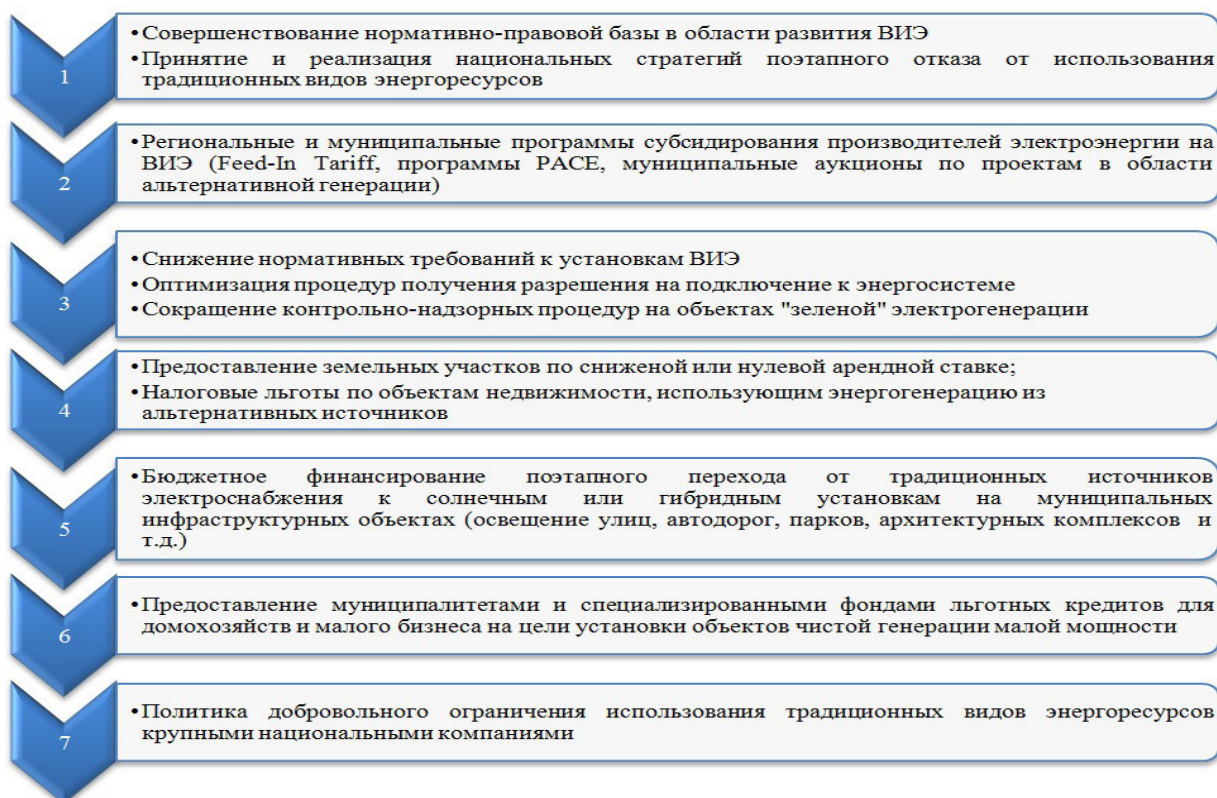 •Совершенствование нормативно-правовой базы в области развития ВИЭ
1
•Принятие и реализация национальных стратегий поэтапного отказа от использования
традиционных видов энергоресурсов
•Региональные и муниципальные программы субсидирования производителей электроэнергии на
2
ВИЭ (Feed-In Tariff, программы PACE, муниципальные аукционы по проектам в области
альтернативной генерации)
•Снижение нормативных требований к установкам ВИЭ
3
•Оптимизация процедур получения разрешения на подключение к энергосистеме
•Сокращение контрольно-надзорных процедур на объектах "зеленой" электрогенерации
•Предоставление земельных участков по сниженой или нулевой арендной ставке;
4
•Налоговые льготы по объектам недвижимости, использующим энергогенерацию из
альтернативных источников
•Бюджетное финансирование поэтапного перехода от традиционных источников
5
электроснабжения к солнечным или гибридным установкам на муниципальных
инфраструктурных объектах (освещение улиц, автодорог, парков, архитектурных комплексов и
т.д.)
6
•Предоставление муниципалитетами и специализированными фондами льготных кредитов для
домохозяйств и малого бизнеса на цели установки объектов чистой генерации малой мощности
7
•Политика добровольного ограничения использования традиционных видов энергоресурсов
крупными национальными компаниями